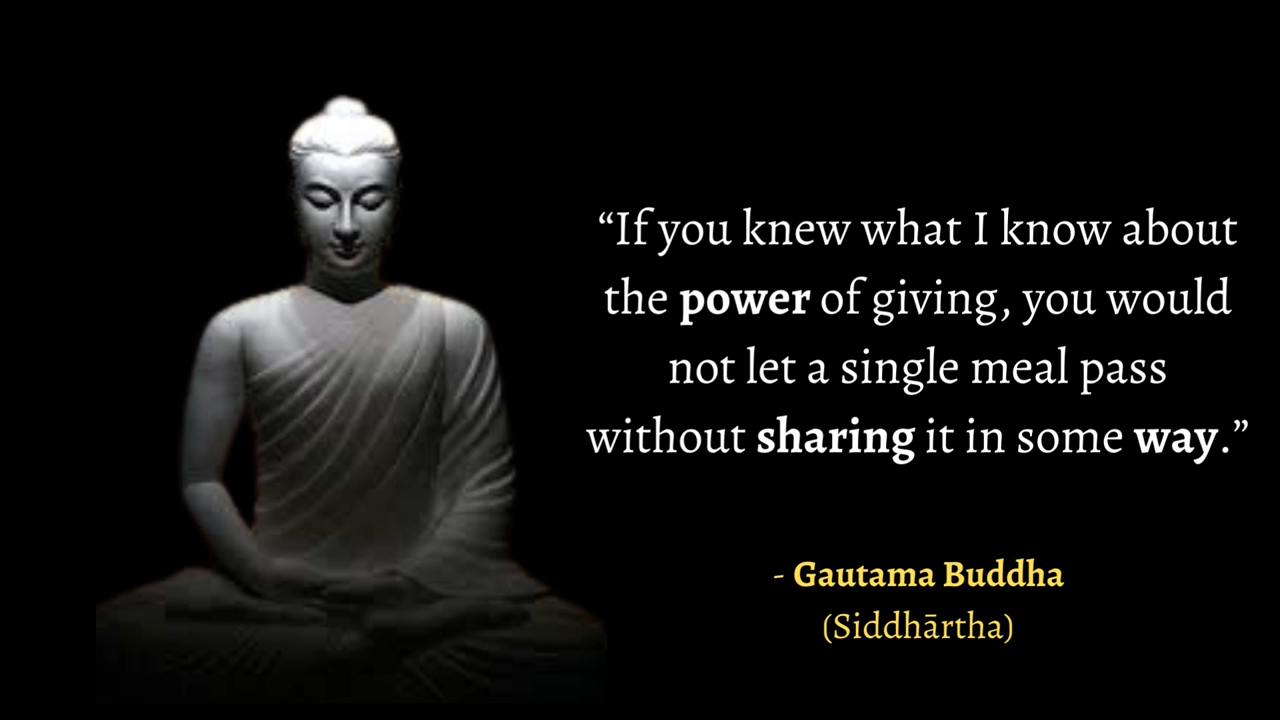 “If you knew what I know about
the power of giving, you would
not let a single meal pass
without sharing it in some way.”
- Gautama Buddha
(Siddhārtha)